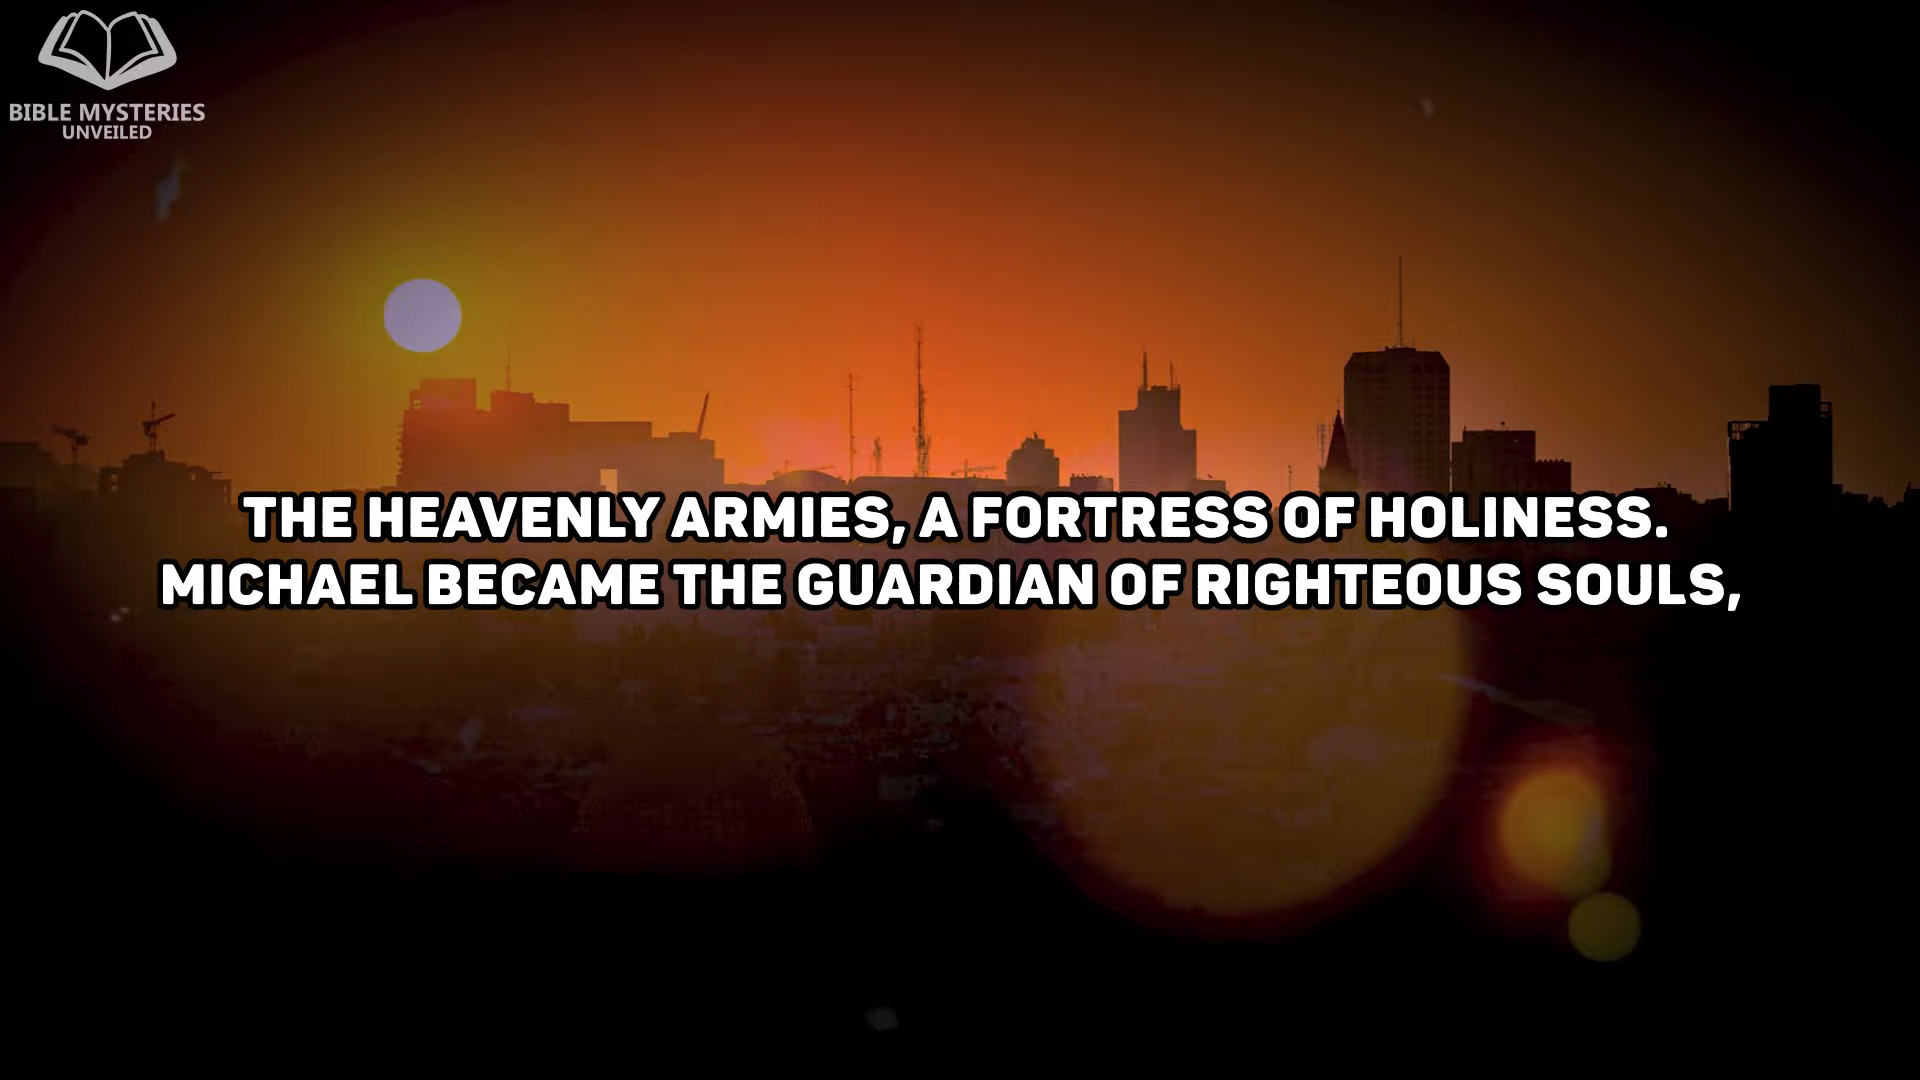 BIBLE MYSTERIES
UNVEILED
THE HEAVENLY ARMIES, A FORTRESS OF HOLINESS.
MICHAEL BECAME THE GUARDIAN OF RIGHTEOUS SOULS,